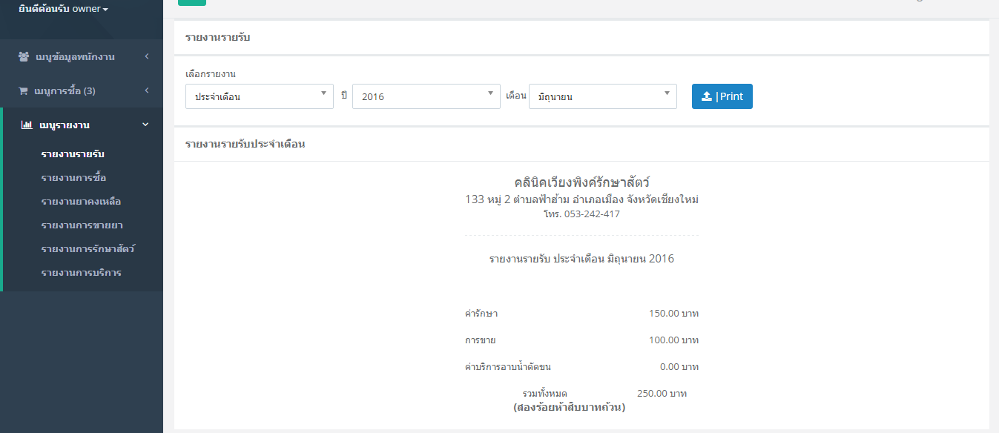 ยินดีต้อนรับ owner
เมนูข้อมูลพนักงาน
เมนูการซื้อ (3)
เมนูรายงาน
รายงานรายรับ
รายงานการซื้อ
รายงานยาคงเหลือ
รายงานการขายยา
รายงานการรักษาสัตว์
รายงานการบริการ
รายงานรายรับ
เลือกรายงาน
ประจำเดือน ปี 2016 เดือน มิถุนายน |Print
รายงานรายรับประจำเดือน
คลินิคเวียงพิงค์รักษาสัตว์
133 หมู่ 2 ตำบลฟ้าฮ้าม อำเภอเมือง จังหวัดเชียงใหม่
โทร. 053-242-417
รายงานรายรับ ประจำเดือน มิถุนายน 2016
ค่ารักษา 150.00 บาท
การขาย 100.00 บาท
ค่าบริการอาบน้ำตัดขน 0.00 บาท
รวมทั้งหมด 250.00 บาท
(สองร้อยห้าสิบบาทถ้วน)